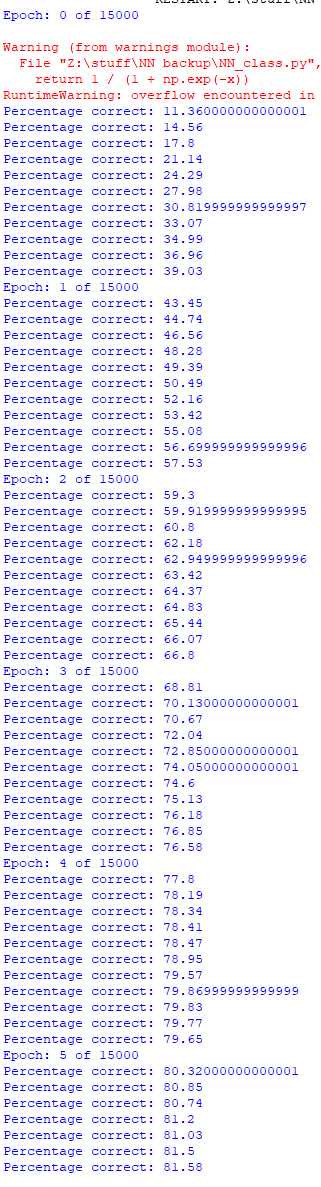 RESTART: Z:\stuff\NN
Epoch: 0 of 15000
Warning (from warnings module):
File "Z:\stuff\NN backup\NN_class.py",
return 1 / (1 + np.exp(-x))
RuntimeWarning: overflow encountered in
Percentage correct: 11.360000000000001
Percentage correct: 14.56
Percentage correct: 17.8
Percentage correct: 21.14
Percentage correct: 24.29
Percentage correct: 27.98
Percentage correct: 30.819999999999997
Percentage correct: 33.07
Percentage correct: 34.99
Percentage correct: 36.96
Percentage correct: 39.03
Epoch: 1 of 15000
Percentage correct: 43.45
Percentage correct: 44.74
Percentage correct: 46.56
Percentage correct: 48.28
Percentage correct: 49.39
Percentage correct: 50.49
Percentage correct: 52.16
Percentage correct: 53.42
Percentage correct: 55.08
Percentage correct: 56.699999999999996
Percentage correct: 57.53
Epoch: 2 of 15000
Percentage correct: 59.3
Percentage correct: 59.919999999999995
Percentage correct: 60.8
Percentage correct: 62.18
Percentage correct: 62.949999999999996
Percentage correct: 63.42
Percentage correct: 64.37
Percentage correct: 64.83
Percentage correct: 65.44
Percentage correct: 66.07
Percentage correct: 66.8
Epoch: 3 of 15000
Percentage correct: 68.81
Percentage correct: 70.13000000000001
Percentage correct: 70.67
Percentage correct: 72.04
Percentage correct: 72.85000000000001
Percentage correct: 74.05000000000001
Percentage correct: 74.6
Percentage correct: 75.13
Percentage correct: 76.18
Percentage correct: 76.85
Percentage correct: 76.58
Epoch: 4 of 15000
Percentage correct: 77.8
Percentage correct: 78.19
Percentage correct: 78.34
Percentage correct: 78.41
Percentage correct: 78.47
Percentage correct: 78.95
Percentage correct: 79.57
Percentage correct: 79.86999999999999
Percentage correct: 79.83
Percentage correct: 79.77
Percentage correct: 79.65
Epoch: 5 of 15000
Percentage correct: 80.32000000000001
Percentage correct: 80.85
Percentage correct: 80.74
Percentage correct: 81.2
Percentage correct: 81.03
Percentage correct: 81.5
Percentage correct: 81.58